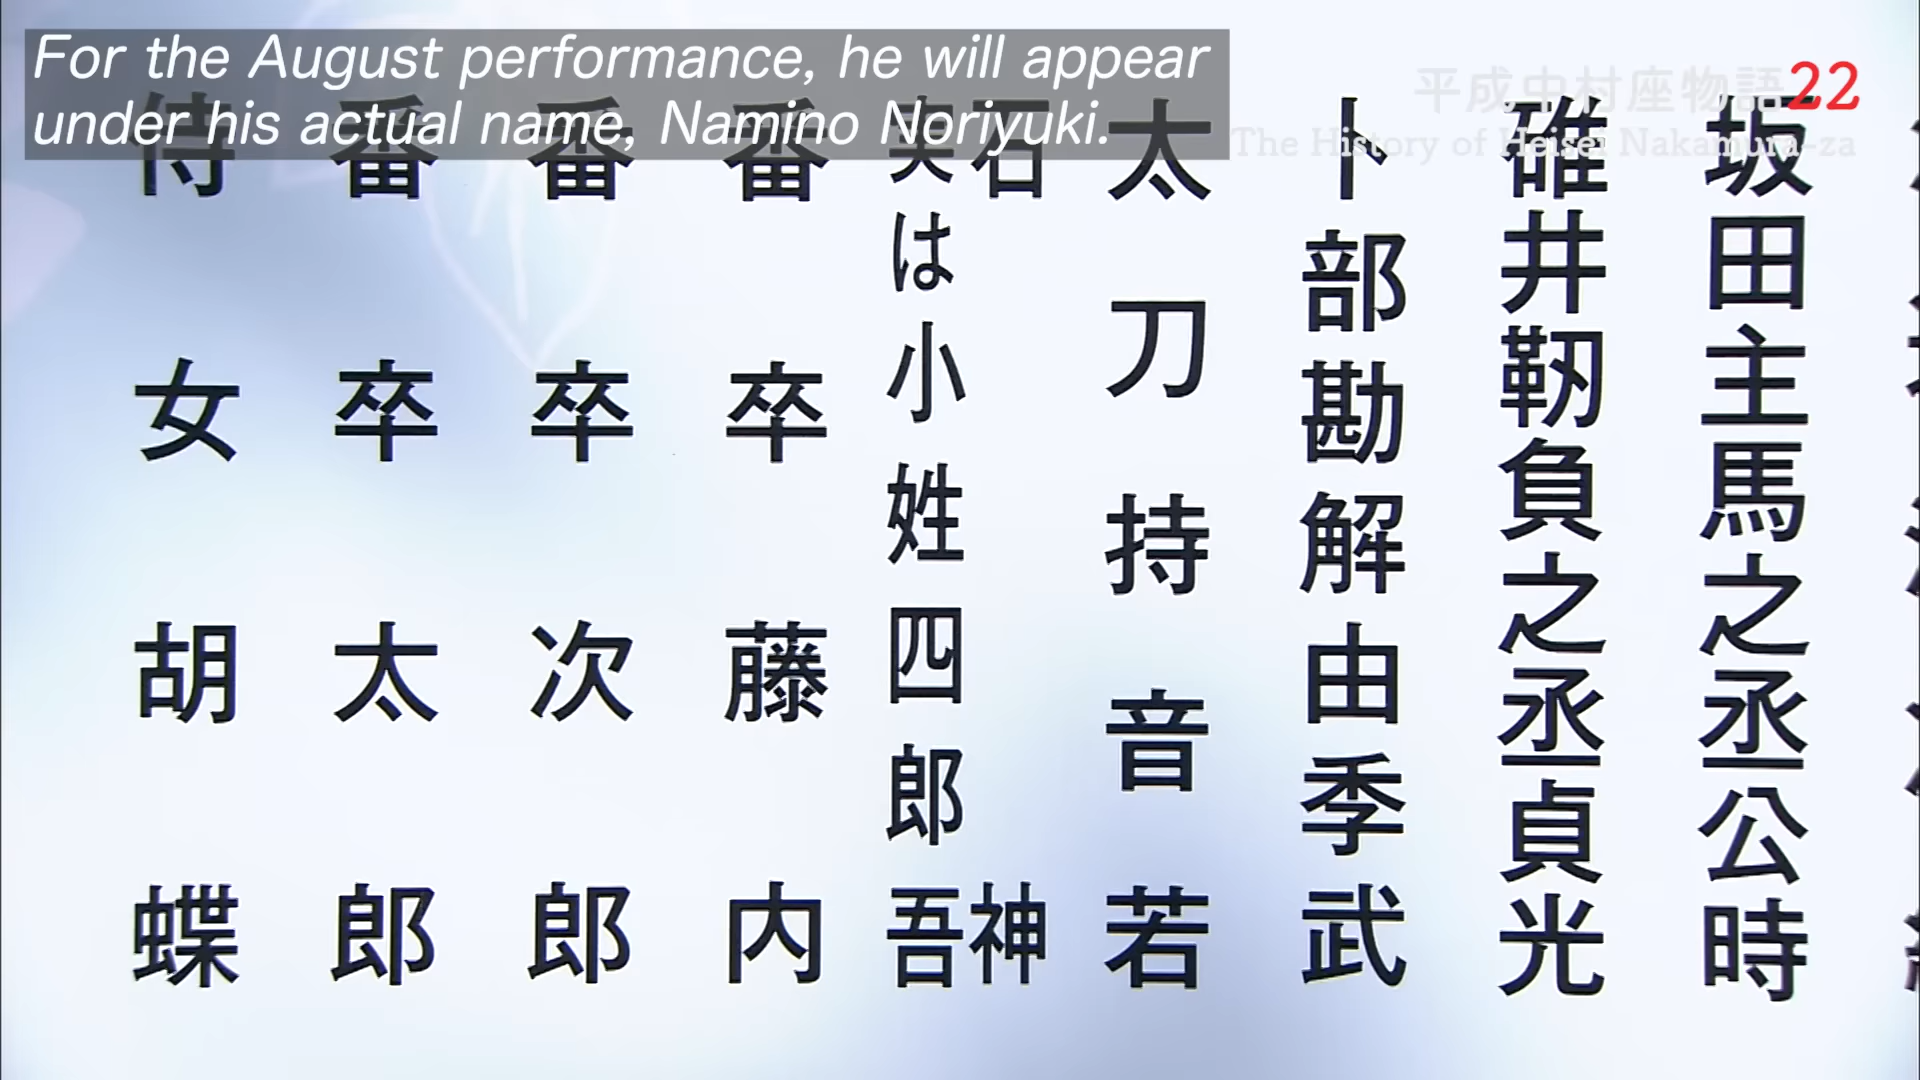 For the August performance, he will appear
under his actual name, Namino Noriyuki.
平成中村座物語22
The History of Heisei Nakamura-za
坂田主馬之丞公時
碓井靭負之丞貞光
卜部勘解由季武
太刀持音若
石神
実は小姓四郎吾
番卒藤内
番卒次郎
番卒太郎
侍女胡蝶